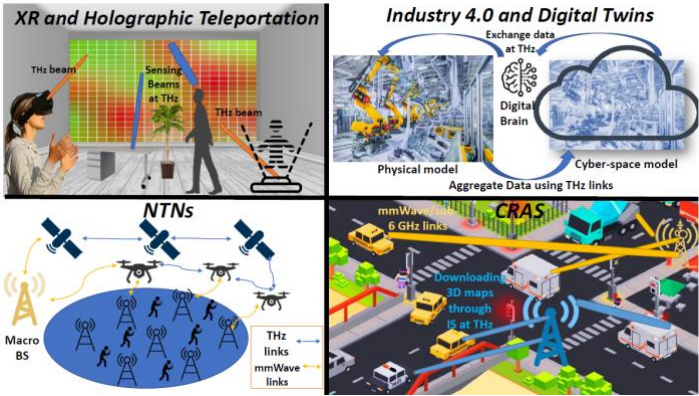 XR and Holographic Teleportation
THz beam
Sensing
Beams
at THz
THz beam
Industry 4.0 and Digital Twins
Exchange data
at THz
Digital
Brain
Physical model
Cyber-space model
Aggregate Data using THz links
NTNs
Macro
BS
THz
links
mmWave
links
CRAS
mmWave/sub-
6 GHz links
Downloading
3D maps
through
IS at THz